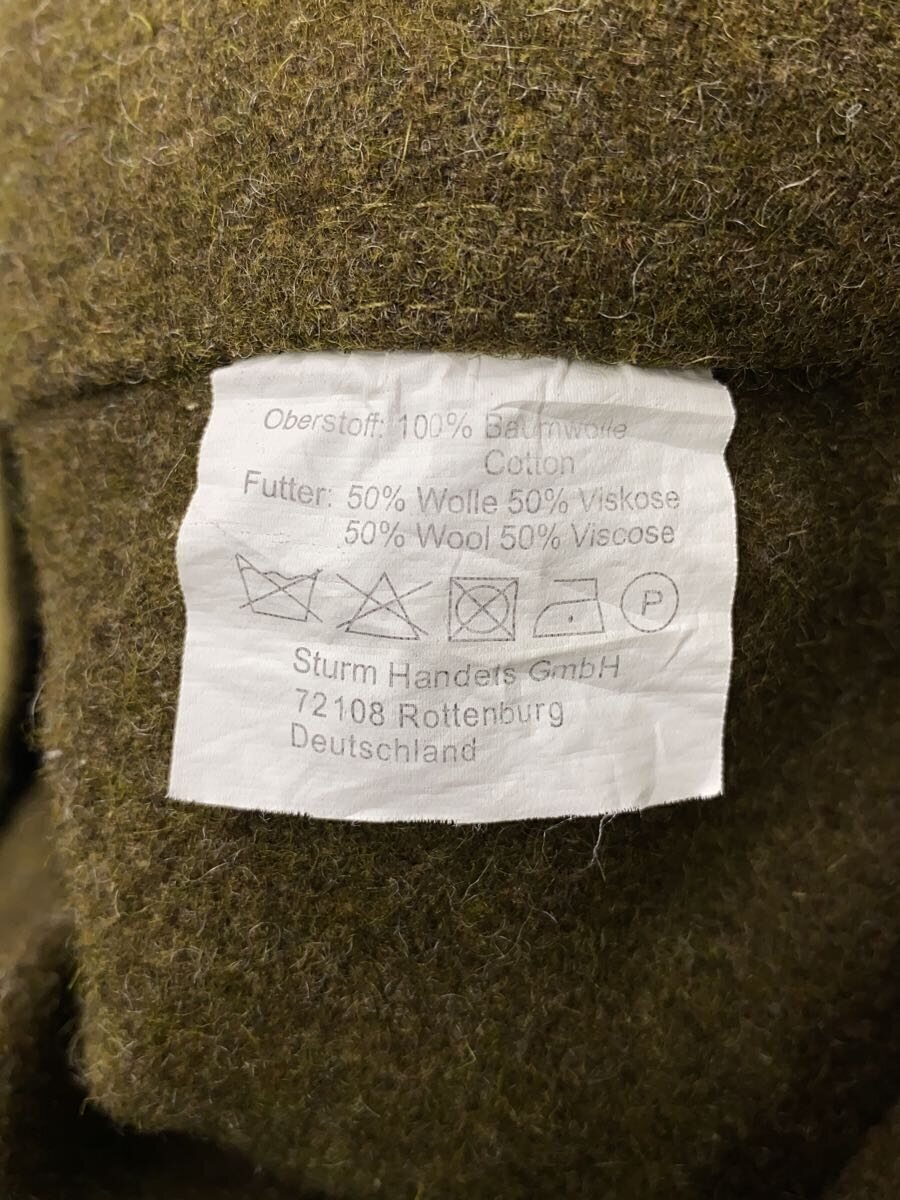 Oberstoff: 100% Baumwolle
Cotton
Futter: 50% Wolle 50% Viskose
50% Wool 50% Viscose
P
Sturm Handels GmbH
72108 Rottenburg
Deutschland